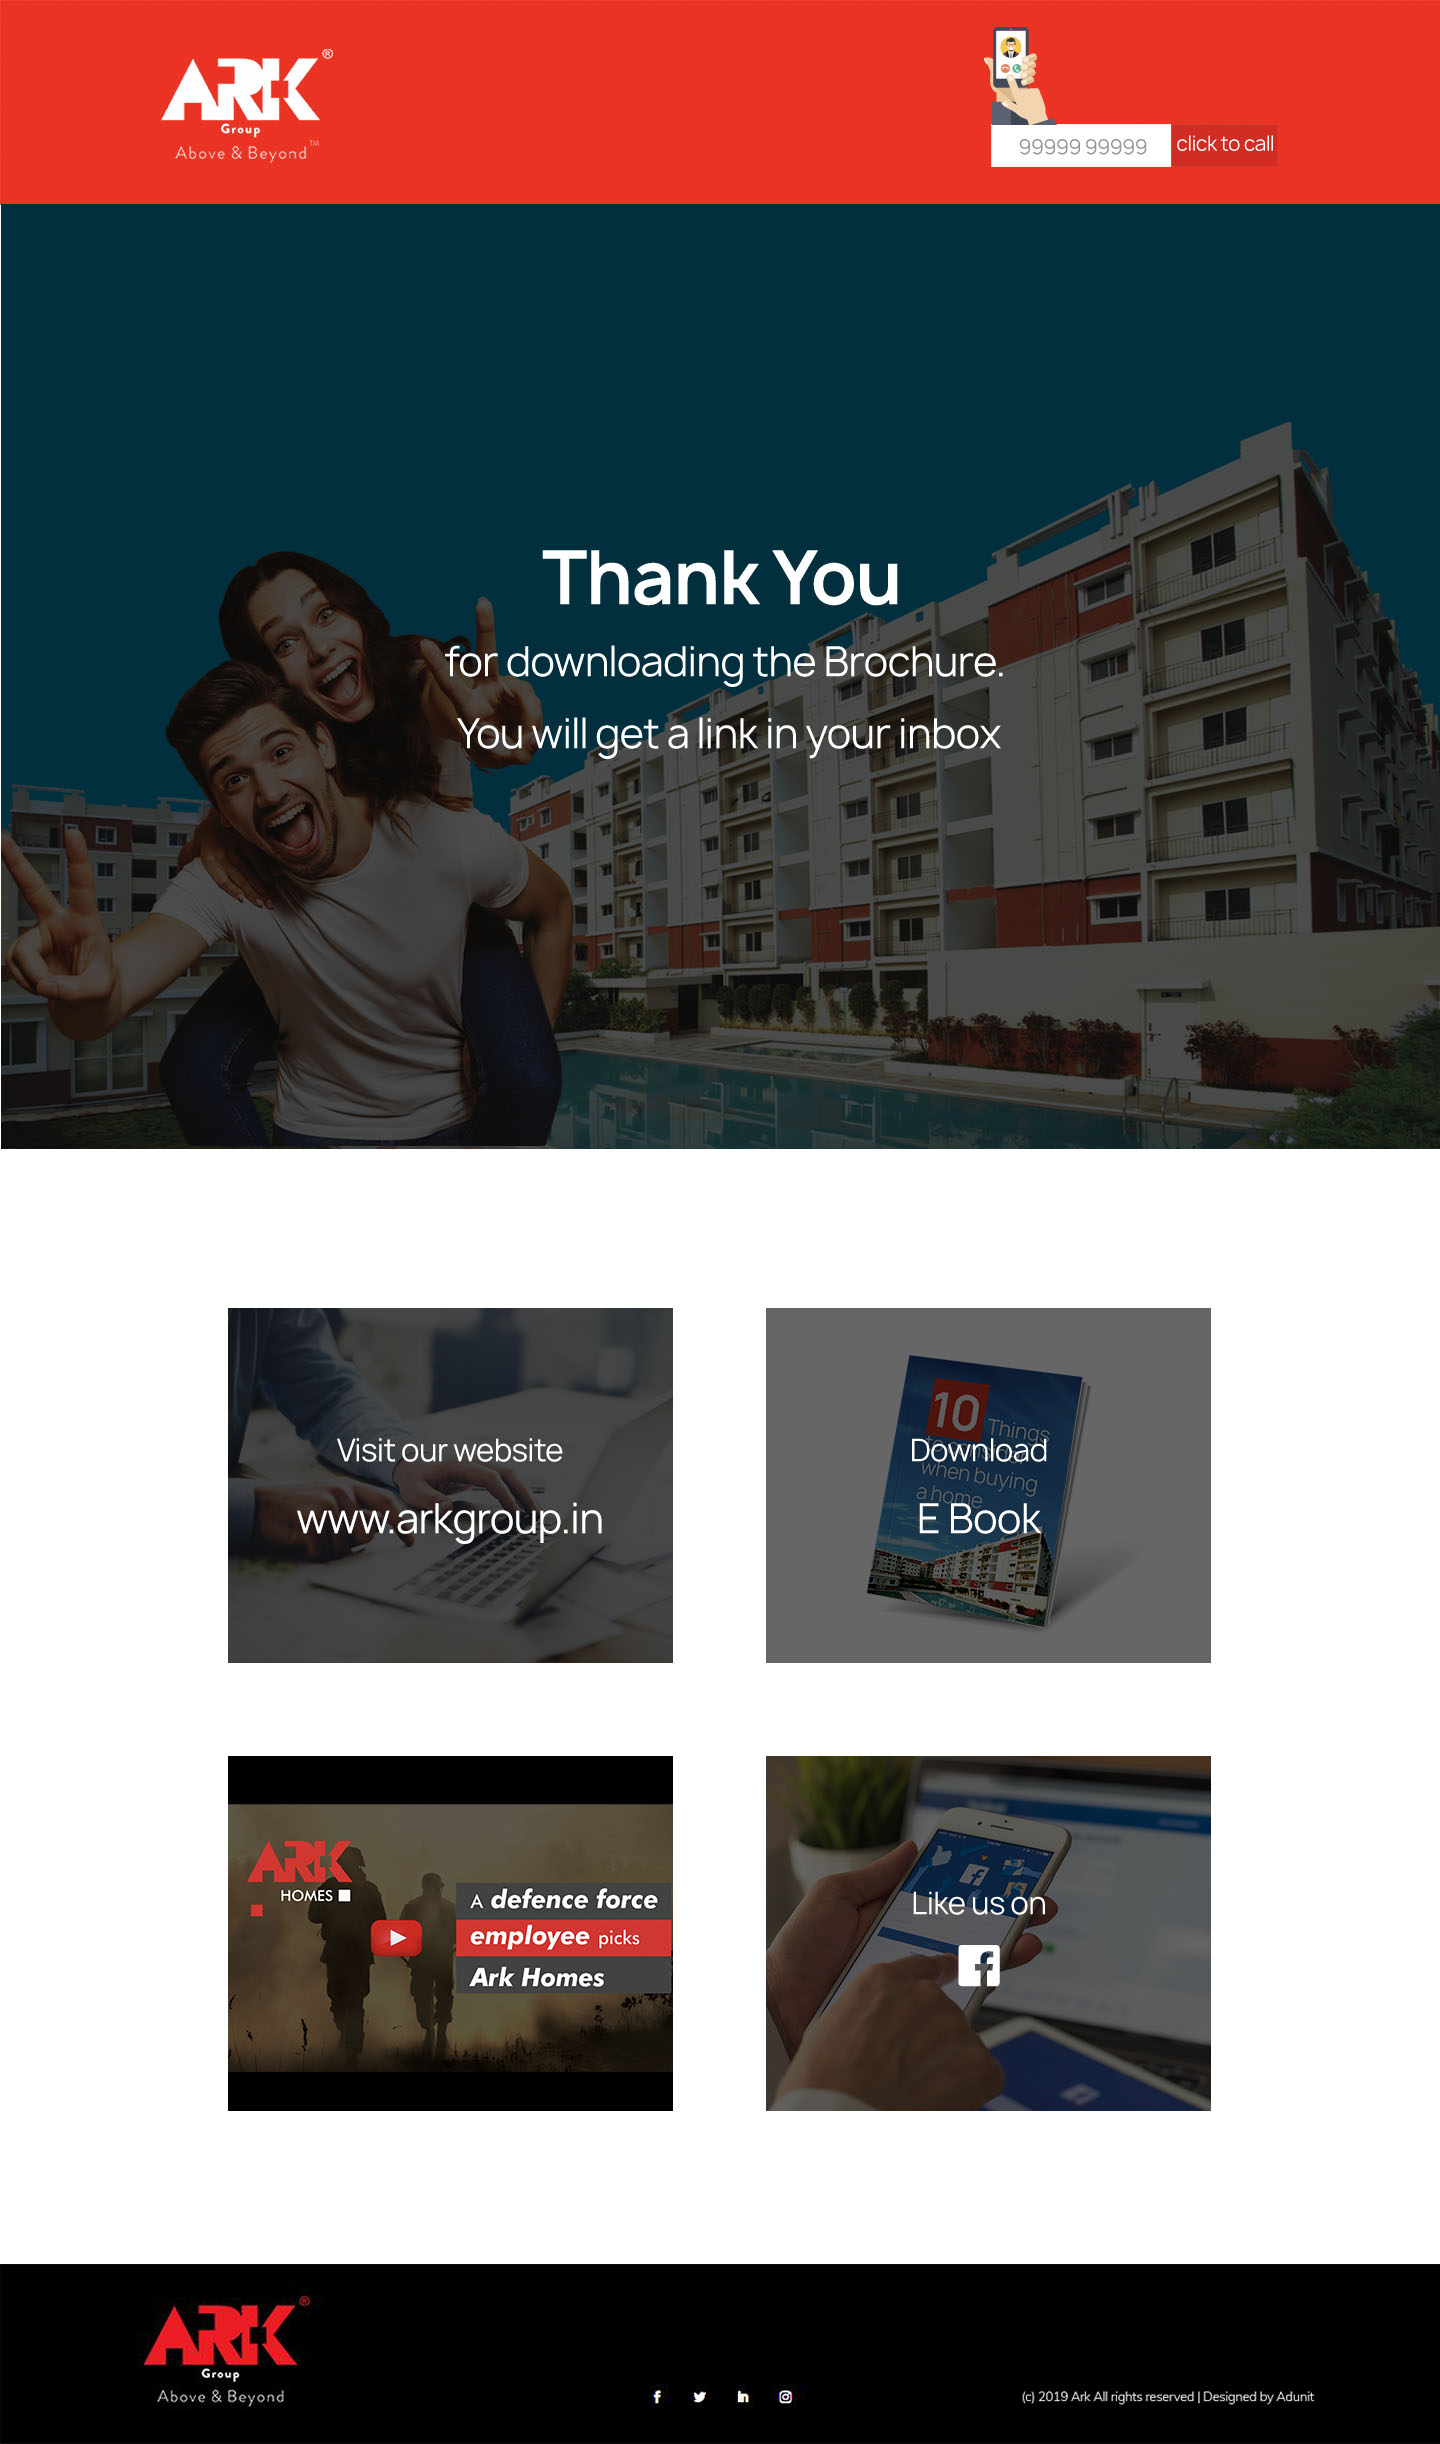 ARK ®
Group
Above & Beyond ™
99999 99999 click to call
Thank You
for downloading the Brochure.
You will get a link in your inbox
Visit our website
www.arkgroup.in
10 Things
when buying
a home
Download
E Book
ARK
HOMES
A defence force
employee picks
Ark Homes
Like us on
ARK ®
Group
Above & Beyond
(c) 2019 Ark All rights reserved | Designed by Adunit